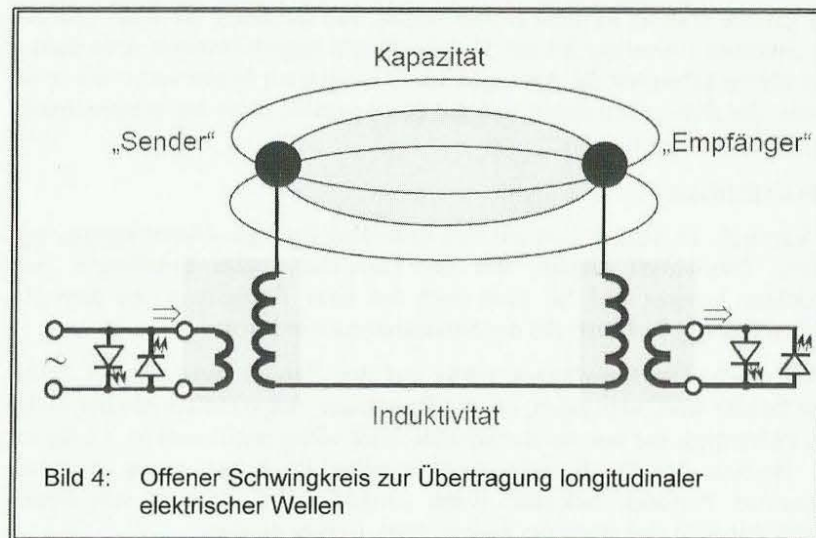 Kapazität
„Sender“
„Empfänger“
~
Induktivität
Bild 4: Offener Schwingkreis zur Übertragung longitudinaler
elektrischer Wellen